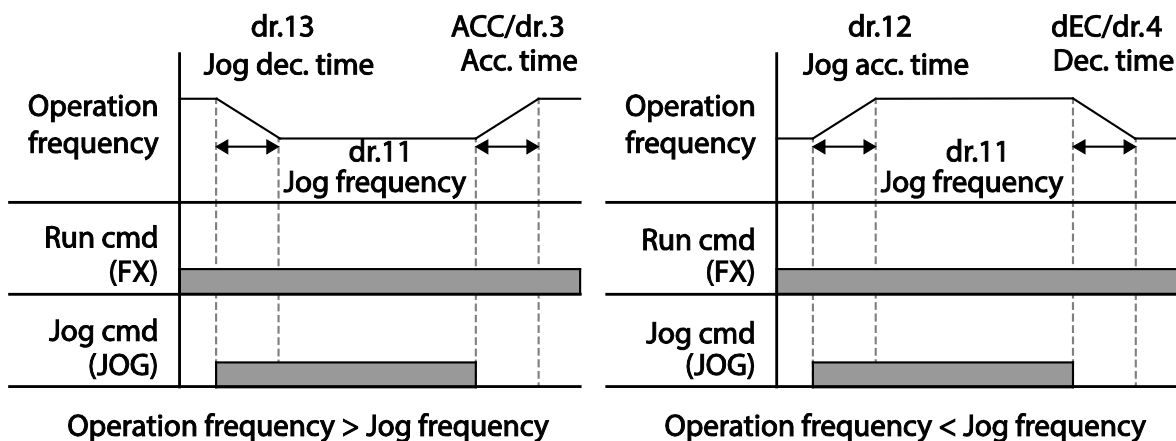 dr.13
Jog dec. time
ACC/dr.3
Acc. time
Operation
frequency
dr.11
Jog frequency
Run cmd
(FX)
Jog cmd
(JOG)
Operation frequency > Jog frequency
dr.12
Jog acc. time
dEC/dr.4
Dec. time
Operation
frequency
dr.11
Jog frequency
Run cmd
(FX)
Jog cmd
(JOG)
Operation frequency < Jog frequency